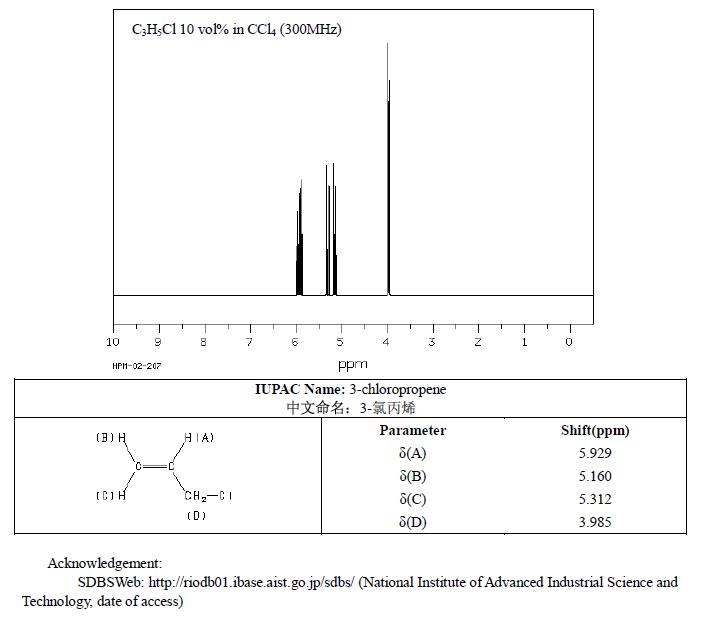 C₃H₅Cl 10 vol% in CCl₄ (300MHz)
10 9 8 7 6 5 4 3 2 1 0
HPM-02-207
ppm
IUPAC Name: 3-chloropropene
中文命名：3-氯丙烯
(B) H H (A)
C C
(C) H CH₂—Cl
(D)
Parameter Shift(ppm)
δ(A) 5.929
δ(B) 5.160
δ(C) 5.312
δ(D) 3.985
Acknowledgement:
SDBSWeb: http://riodb01.ibase.aist.go.jp/sdbs/ (National Institute of Advanced Industrial Science and
Technology, date of access)